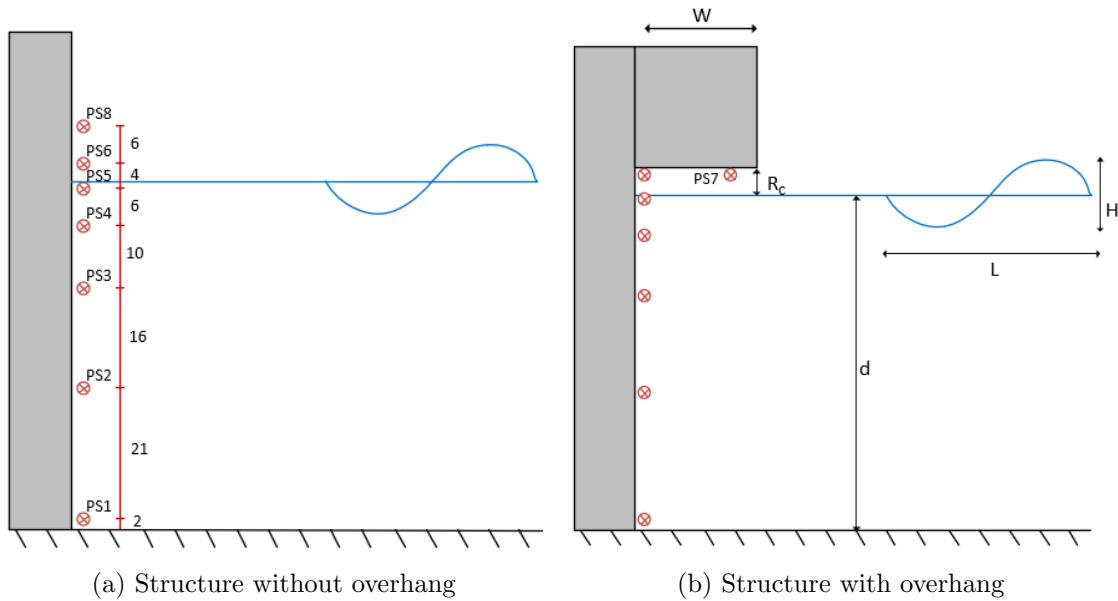 PS8
6
PS6
4
PS5
6
PS4
10
PS3
16
PS2
21
PS1
2
(a) Structure without overhang
W
PS7
R_c
H
L
d
(b) Structure with overhang